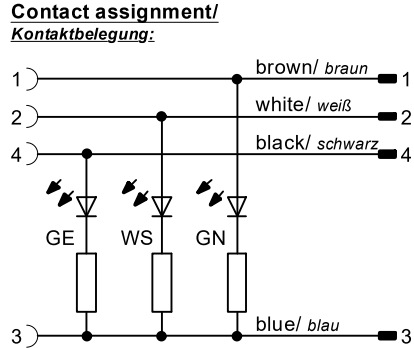 Contact assignment/
Kontaktbelegung:
1 brown/ braun 1
2 white/ weiß 2
4 black/ schwarz 4
GE WS GN
3 blue/ blau 3